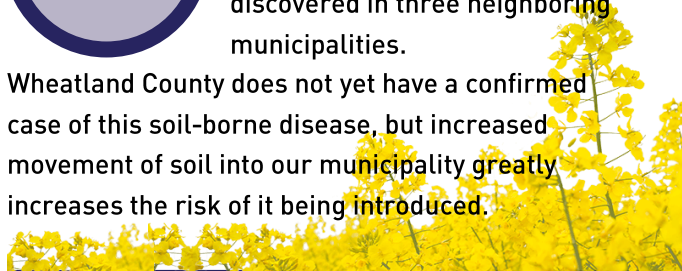 discovered in three neighboring
municipalities.
Wheatland County does not yet have a confirmed
case of this soil-borne disease, but increased
movement of soil into our municipality greatly
increases the risk of it being introduced.